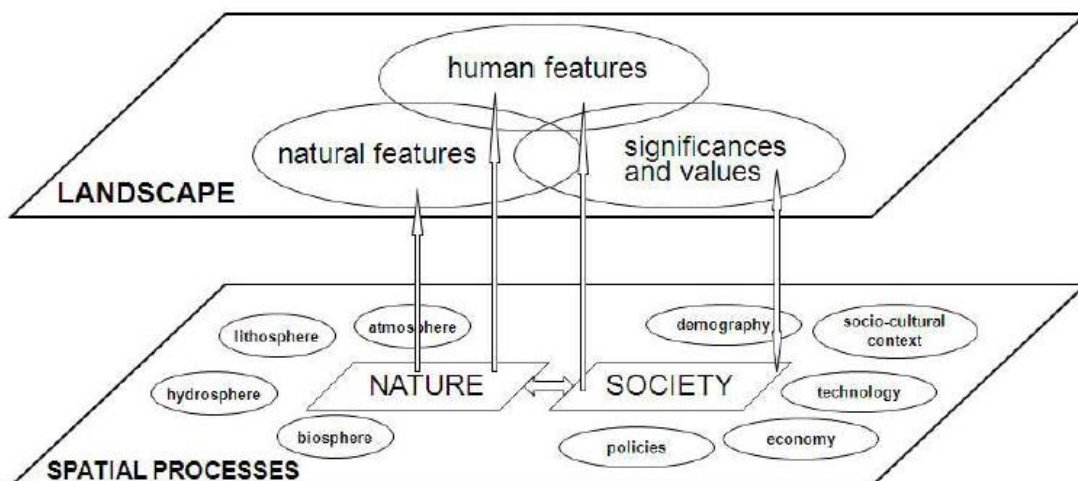 human features
natural features
significances
and values
LANDSCAPE
lithosphere
atmosphere
demography
socio-cultural
context
hydrosphere
NATURE
SOCIETY
technology
biosphere
policies
economy
SPATIAL PROCESSES